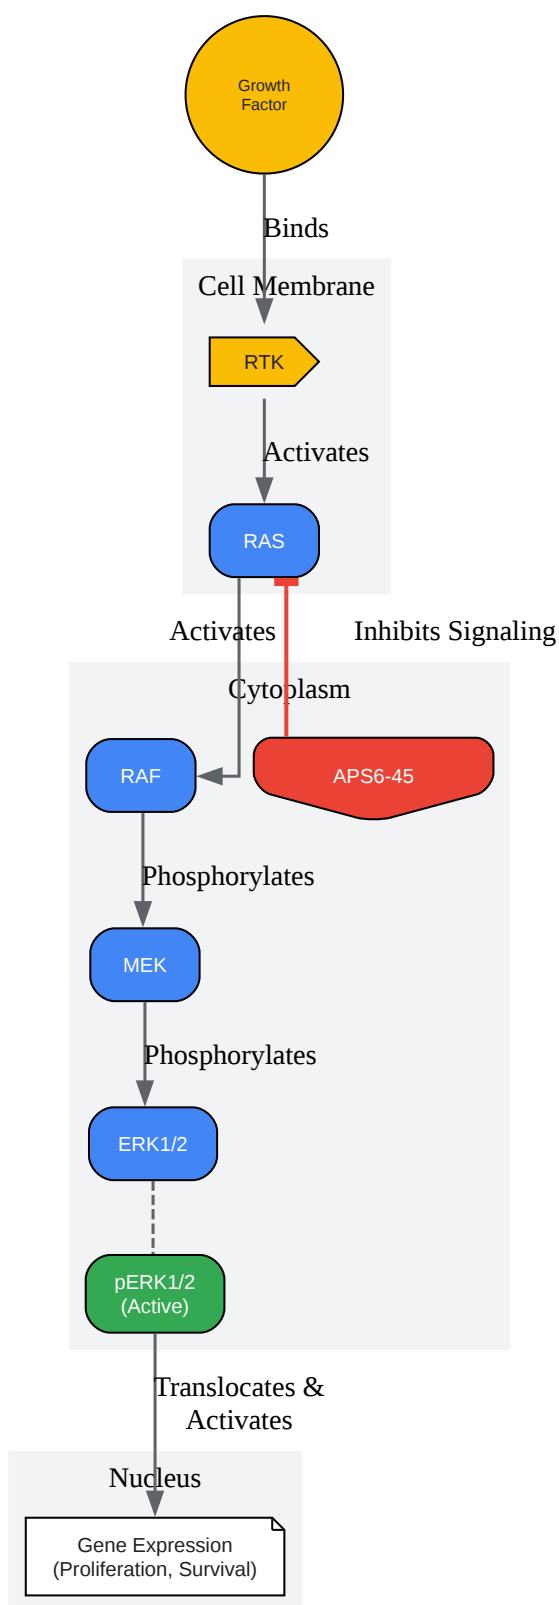 Growth
Factor
Binds
Cell Membrane
RTK
Activates
RAS
Activates
Inhibits Signaling
Cytoplasm
RAF
APS6-45
Phosphorylates
MEK
Phosphorylates
ERK1/2
pERK1/2
(Active)
Translocates &
Activates
Nucleus
Gene Expression
(Proliferation, Survival)